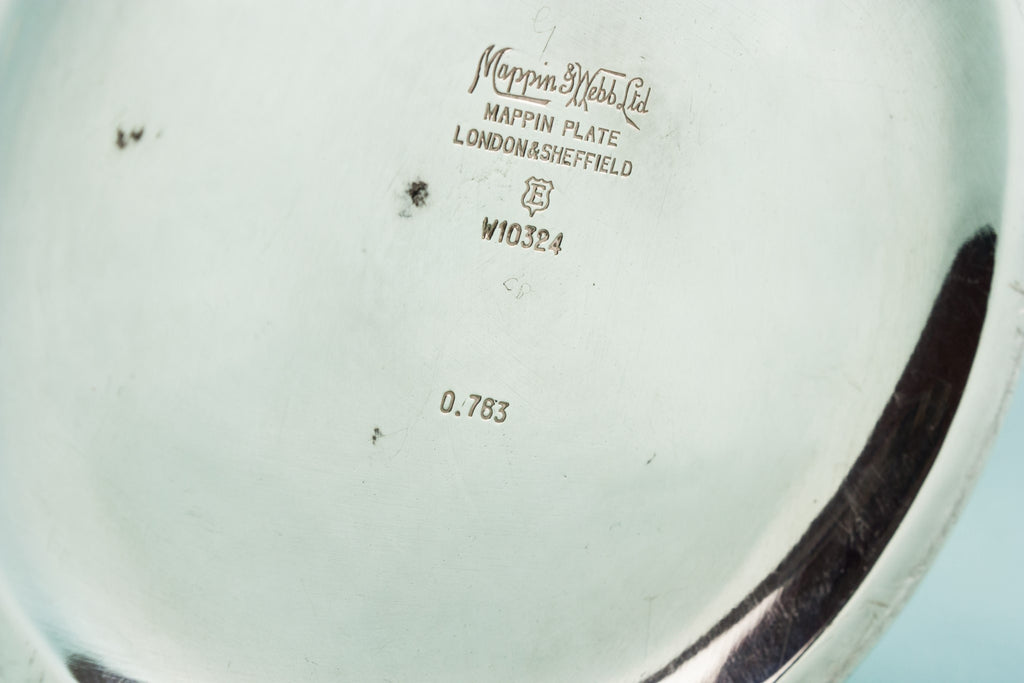 Mappin & Webb Ltd
MAPPIN PLATE
LONDON&SHEFFIELD
E
W10324
0.783